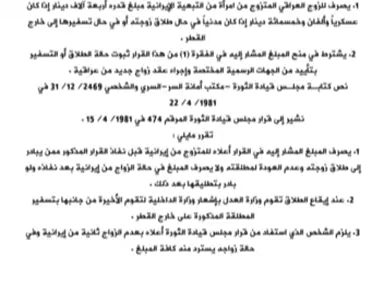 ١- يصرف للزوج العراقي المتزوج من امرأة من التبعية الإيرانية مبلغ قدره أربعة آلاف دينار إذا كان
عسكرياً وألفان وخمسمائة دينار إذا كان مدنياً في حال طلاق زوجته أو في حال تسفيرها إلى خارج
القطر .
٢- يشترط في منح المبلغ المشار إليه في الفقرة (١) من هذا القرار ثبوت حالة الطلاق أو التسفير
بتأييد من الجهات الرسمية المختصة وإجراء عقد زواج جديد من عراقية .
نص كتابة مجلس قيادة الثورة -مكتب أمانة السر-السري والشخصي 2469/ 12/ 31 في
1981/ 4/ 22
نشير إلى قرار مجلس قيادة الثورة المرقم 474 في 1981/ 4/ 15 .
تقرر مايلي :
١- يصرف المبلغ المشار إليه في القرار أعلاه للمتزوج من إيرانية قبل نفاذ القرار المذكور ممن يبادر
إلى طلاق زوجته وعدم العودة لمطلقته ولا يصرف المبلغ في حالة الزواج من إيرانية بعد نفاذه ولو
بادر بتطليقها بعد ذلك .
٢- عند إيقاع الطلاق تقوم وزارة العدل بإشعار وزارة الداخلية لتقوم الأخيرة من جانبها بتسفير
المطلقة المذكورة على خارج القطر .
٣- يلزم الشخص الذي استفاد من قرار مجلس قيادة الثورة أعلاه بعدم الزواج ثانية من إيرانية وفي
حالة زواجه يسترد منه كافة المبلغ .